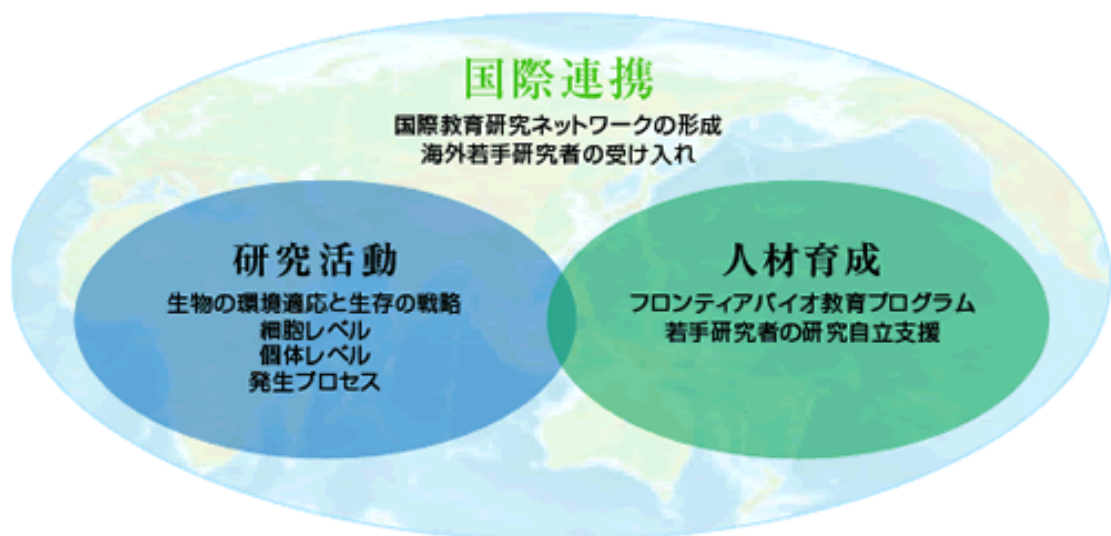 国際連携
国際教育研究ネットワークの形成
海外若手研究者の受け入れ
研究活動
生物の環境適応と生存の戦略
細胞レベル
個体レベル
発生プロセス
人材育成
フロンティアバイオ教育プログラム
若手研究者の研究自立支援